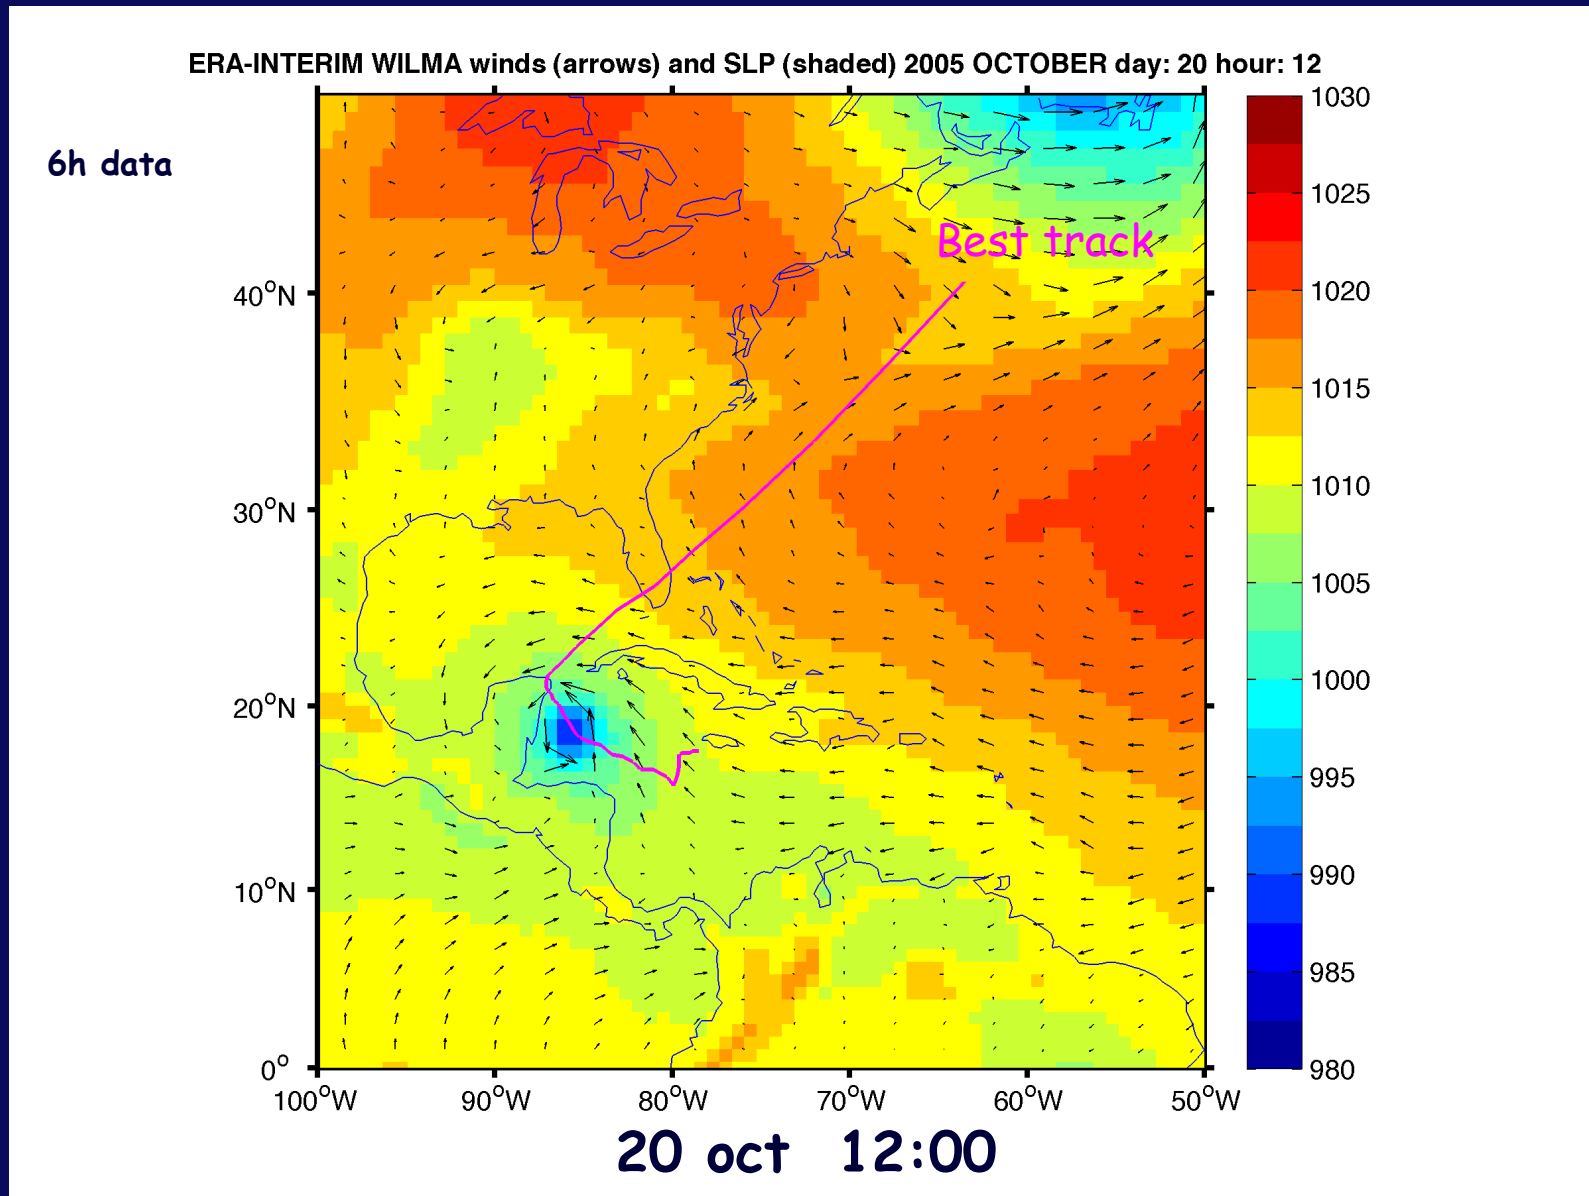 ERA-INTERIM WILMA winds (arrows) and SLP (shaded) 2005 OCTOBER day: 20 hour: 12
6h data
Best track
40°N
30°N
20°N
10°N
0°
100°W 90°W 80°W 70°W 60°W 50°W
1030
1025
1020
1015
1010
1005
1000
995
990
985
980
20 oct 12:00